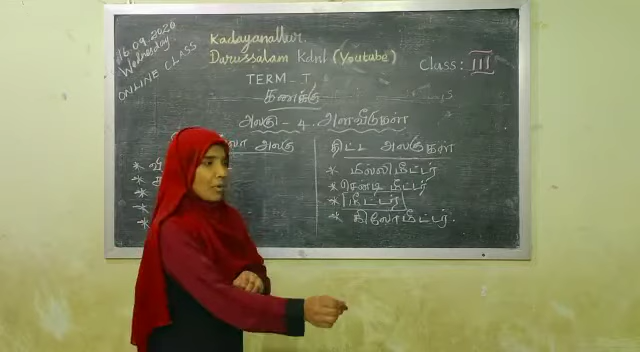 16.09.2020
Wednesday
ONLINE CLASS
Kadayanallur.
Darussalam Kdnl (Youtube)
Class: III
TERM - I
கணக்கு
அலகு - 4. அளவீடுகள்
அலகு
திட்ட அலகுகள்
* மில்லி மீட்டர்
* சென்டி மீட்டர்
* மீட்டர்
* கிலோமீட்டர்.